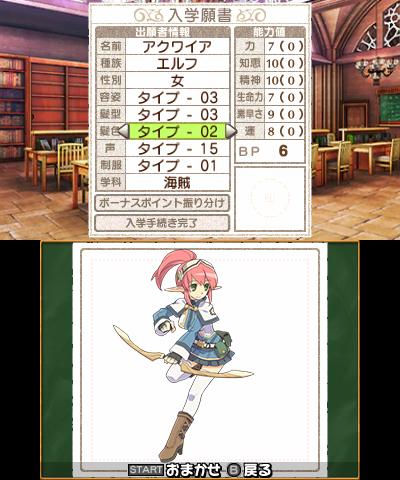 入学願書
出願者情報
名前 アクワイア
種族 エルフ
性別 女
容姿 タイプ - 03
髪型 タイプ - 03
髪色 タイプ - 02
声 タイプ - 15
制服 タイプ - 01
学科 海賊
ボーナスポイント振り分け
入学手続き完了
能力値
力 7 ( 0 )
知恵 10 ( 0 )
精神 10 ( 0 )
生命力 7 ( 0 )
素早さ 9 ( 0 )
運 8 ( 0 )
BP 6
START おまかせ B 戻る